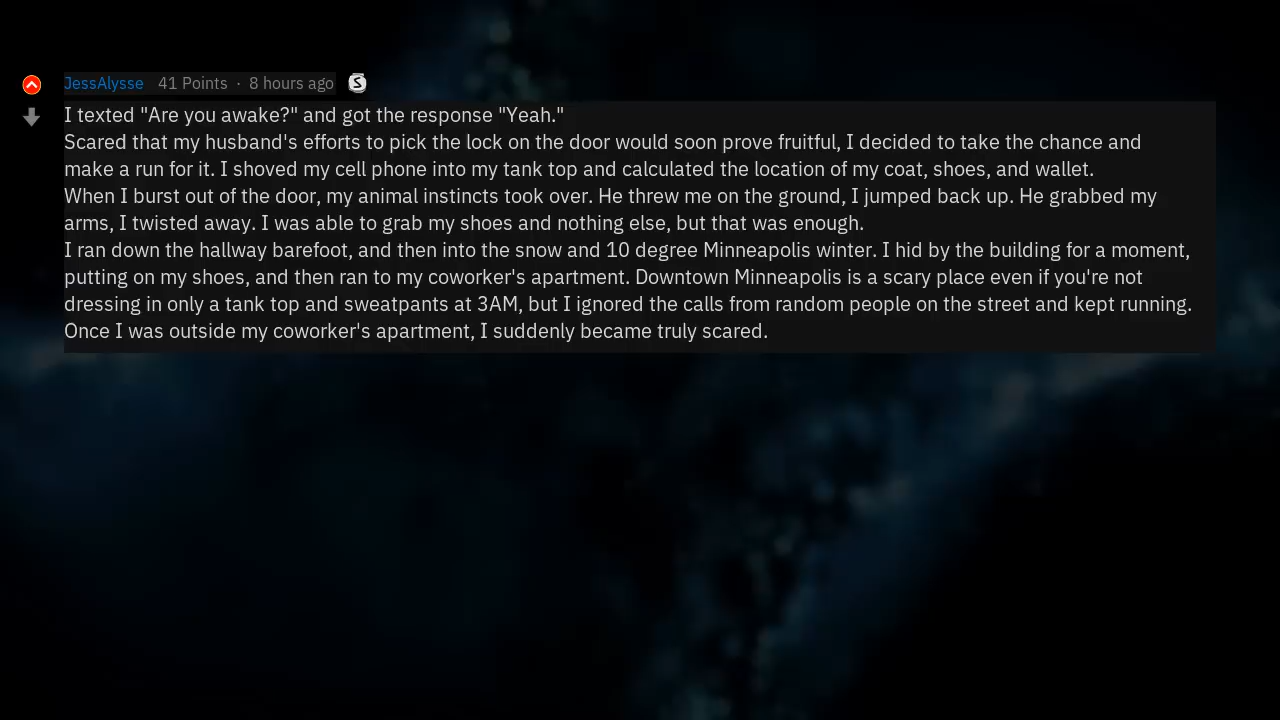 JessAlysse 41 Points · 8 hours ago S
I texted "Are you awake?" and got the response "Yeah."
Scared that my husband's efforts to pick the lock on the door would soon prove fruitful, I decided to take the chance and
make a run for it. I shoved my cell phone into my tank top and calculated the location of my coat, shoes, and wallet.
When I burst out of the door, my animal instincts took over. He threw me on the ground, I jumped back up. He grabbed my
arms, I twisted away. I was able to grab my shoes and nothing else, but that was enough.
I ran down the hallway barefoot, and then into the snow and 10 degree Minneapolis winter. I hid by the building for a moment,
putting on my shoes, and then ran to my coworker's apartment. Downtown Minneapolis is a scary place even if you're not
dressing in only a tank top and sweatpants at 3AM, but I ignored the calls from random people on the street and kept running.
Once I was outside my coworker's apartment, I suddenly became truly scared.